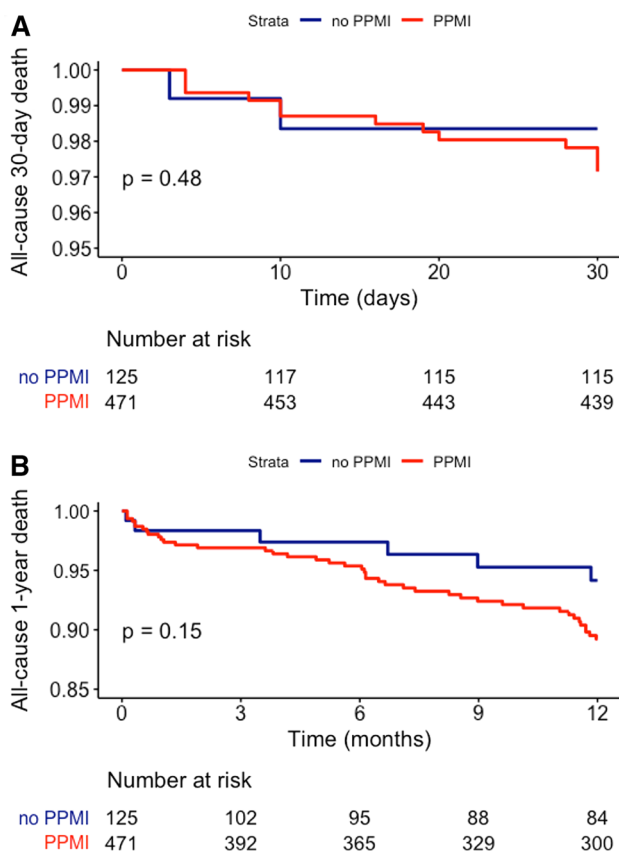 A
Strata no PPMI PPMI
All-cause 30-day death
1.00
0.99
0.98
0.97
0.96
0.95
p = 0.48
0 10 20 30
Time (days)
Number at risk
no PPMI 125 117 115 115
PPMI 471 453 443 439
B
Strata no PPMI PPMI
All-cause 1-year death
1.00
0.95
0.90
0.85
p = 0.15
0 3 6 9 12
Time (months)
Number at risk
no PPMI 125 102 95 88 84
PPMI 471 392 365 329 300